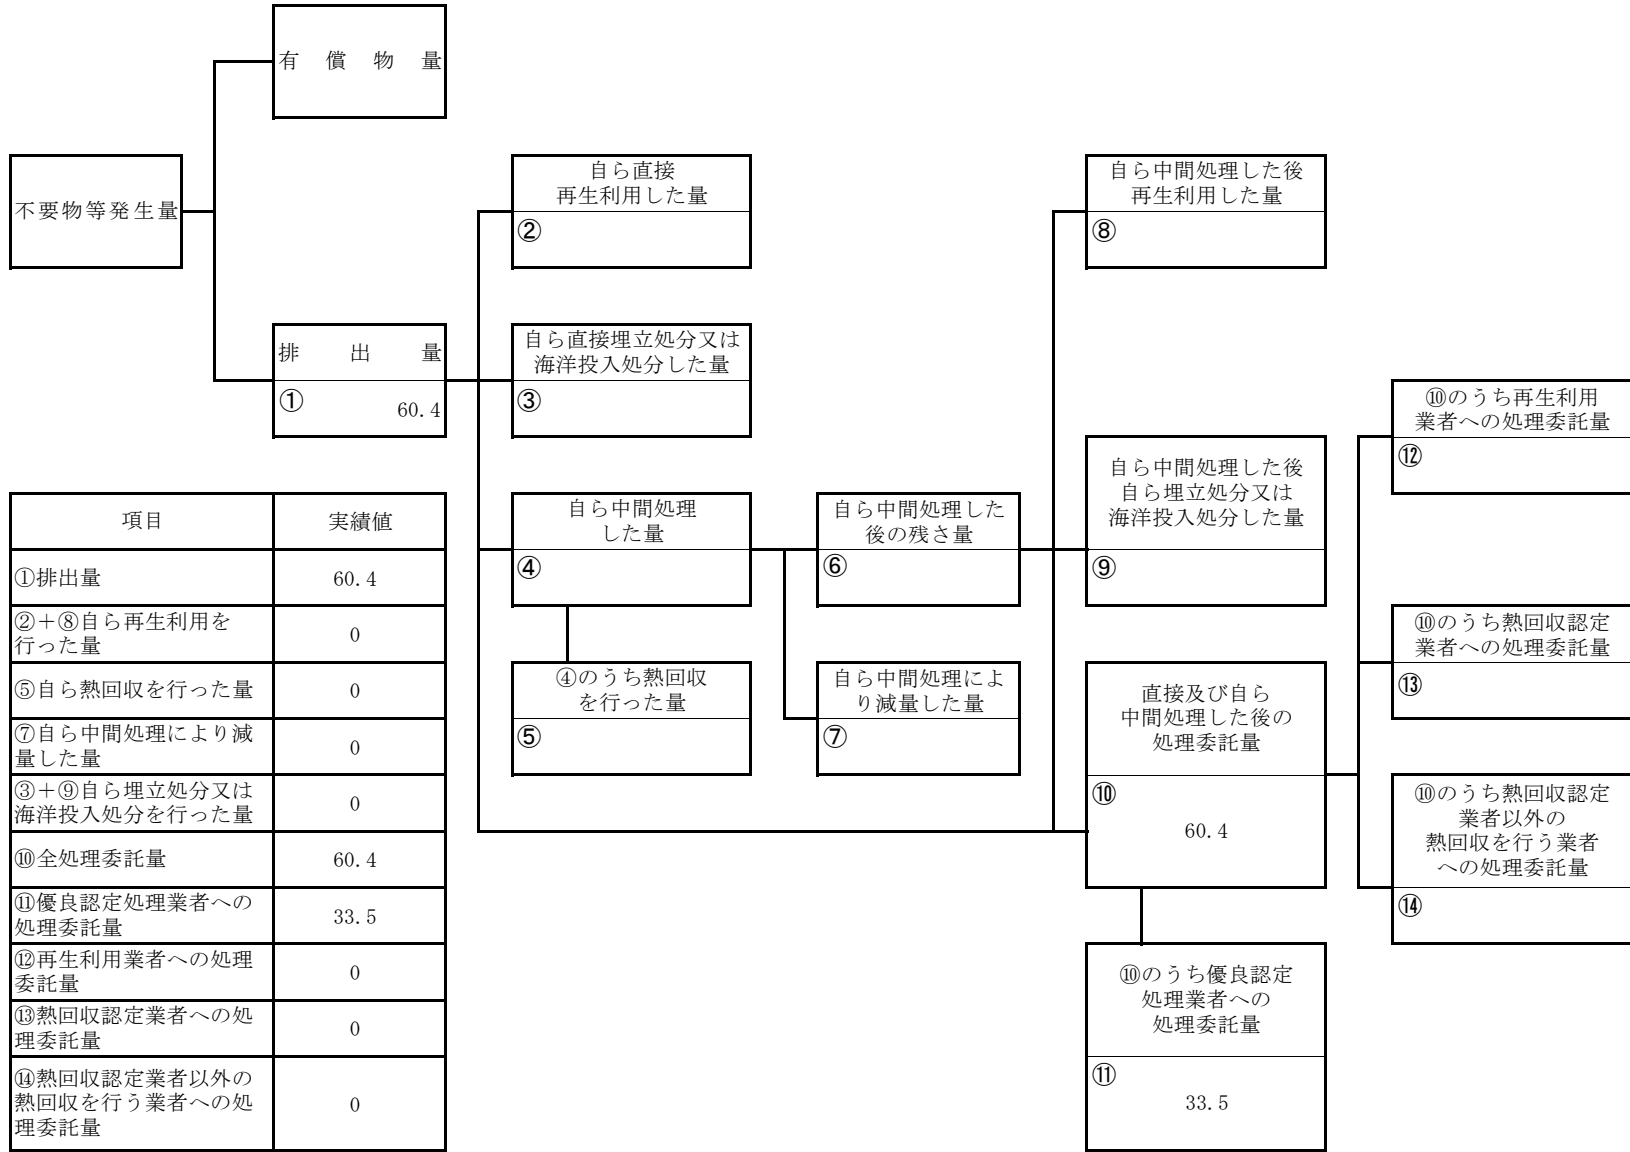 有償物量
不要物等発生量
排出量
①
60.4
自ら直接
再生利用した量
②
自ら直接埋立処分又は
海洋投入処分した量
③
自ら中間処理
した量
④
④のうち熱回収
を行った量
⑤
自ら中間処理した
後の残さ量
⑥
自ら中間処理によ
り減量した量
⑦
自ら中間処理した後
再生利用した量
⑧
自ら中間処理した後
自ら埋立処分又は
海洋投入処分した量
⑨
直接及び自ら
中間処理した後の
処理委託量
⑩
60.4
⑩のうち優良認定
処理業者への
処理委託量
⑪
33.5
⑩のうち再生利用
業者への処理委託量
⑫
⑩のうち熱回収認定
業者への処理委託量
⑬
⑩のうち熱回収認定
業者以外の
熱回収を行う業者
への処理委託量
⑭
項目 実績値
①排出量 60.4
②＋⑧自ら再生利用を
行った量 0
⑤自ら熱回収を行った量 0
⑦自ら中間処理により減
量した量 0
③＋⑨自ら埋立処分又は
海洋投入処分を行った量 0
⑩全処理委託量 60.4
⑪優良認定処理業者への
処理委託量 33.5
⑫再生利用業者への処理
委託量 0
⑬熱回収認定業者への処
理委託量 0
⑭熱回収認定業者以外の
熱回収を行う業者への処
理委託量 0